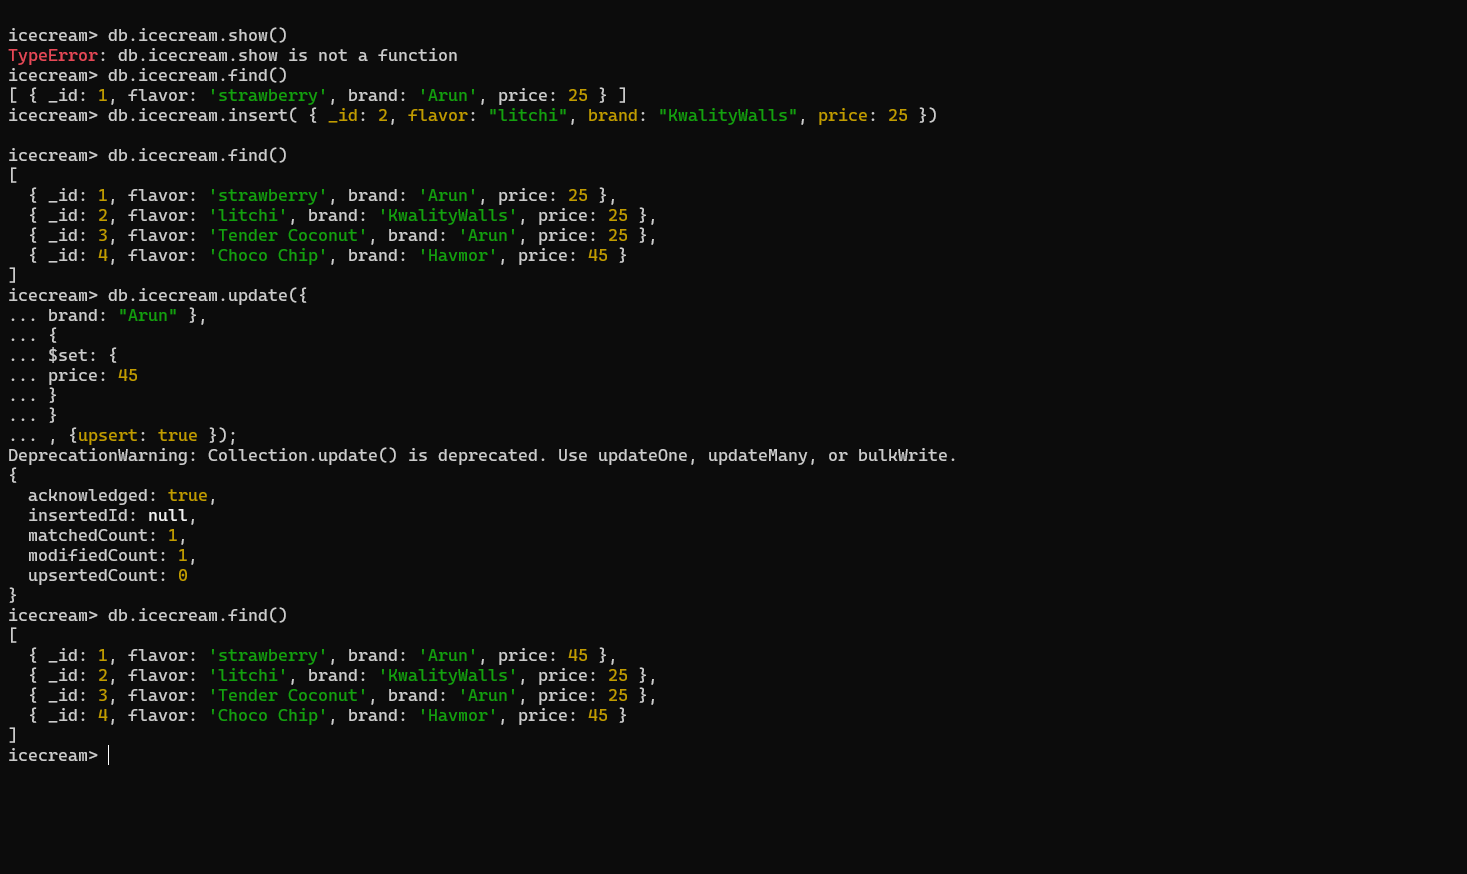 icecream> db.icecream.show()
TypeError: db.icecream.show is not a function
icecream> db.icecream.find()
[ { _id: 1, flavor: 'strawberry', brand: 'Arun', price: 25 } ]
icecream> db.icecream.insert( { _id: 2, flavor: "litchi", brand: "KwalityWalls", price: 25 })
icecream> db.icecream.find()
[
  { _id: 1, flavor: 'strawberry', brand: 'Arun', price: 25 },
  { _id: 2, flavor: 'litchi', brand: 'KwalityWalls', price: 25 },
  { _id: 3, flavor: 'Tender Coconut', brand: 'Arun', price: 25 },
  { _id: 4, flavor: 'Choco Chip', brand: 'Havmor', price: 45 }
]
icecream> db.icecream.update({
... brand: "Arun" },
... {
... $set: {
... price: 45
... }
... }
... , {upsert: true });
DeprecationWarning: Collection.update() is deprecated. Use updateOne, updateMany, or bulkWrite.
{
  acknowledged: true,
  insertedId: null,
  matchedCount: 1,
  modifiedCount: 1,
  upsertedCount: 0
}
icecream> db.icecream.find()
[
  { _id: 1, flavor: 'strawberry', brand: 'Arun', price: 45 },
  { _id: 2, flavor: 'litchi', brand: 'KwalityWalls', price: 25 },
  { _id: 3, flavor: 'Tender Coconut', brand: 'Arun', price: 25 },
  { _id: 4, flavor: 'Choco Chip', brand: 'Havmor', price: 45 }
]
icecream>